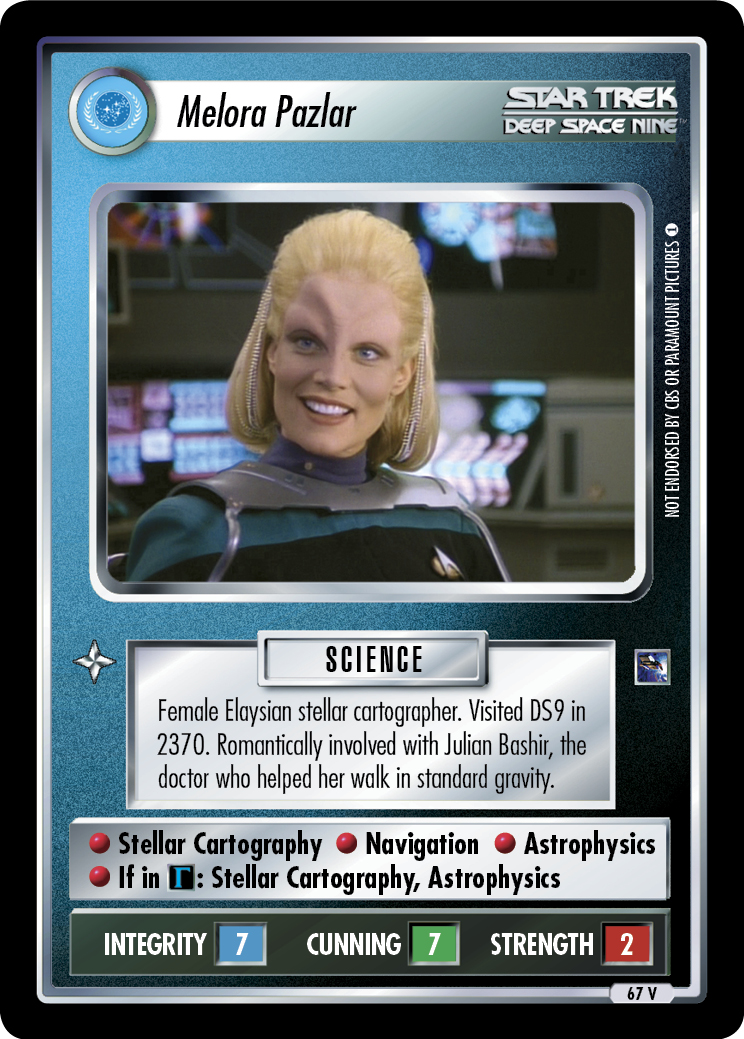 Melora Pazlar
STAR TREK
DEEP SPACE NINE™
NOT ENDORSED BY CBS OR PARAMOUNT PICTURES 1
SCIENCE
Female Elaysian stellar cartographer. Visited DS9 in
2370. Romantically involved with Julian Bashir, the
doctor who helped her walk in standard gravity.
Stellar Cartography Navigation Astrophysics
If in Γ: Stellar Cartography, Astrophysics
INTEGRITY 7 CUNNING 7 STRENGTH 2
67 V